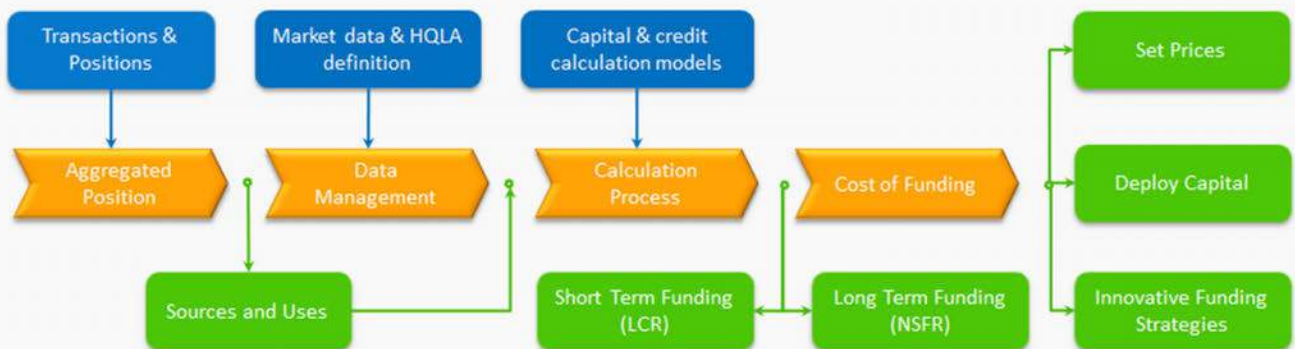 Transactions &
Positions
Market data & HQLA
definition
Capital & credit
calculation models
Set Prices
Aggregated
Position
Data
Management
Calculation
Process
Cost of Funding
Deploy Capital
Sources and Uses
Short Term Funding
(LCR)
Long Term Funding
(NSFR)
Innovative Funding
Strategies